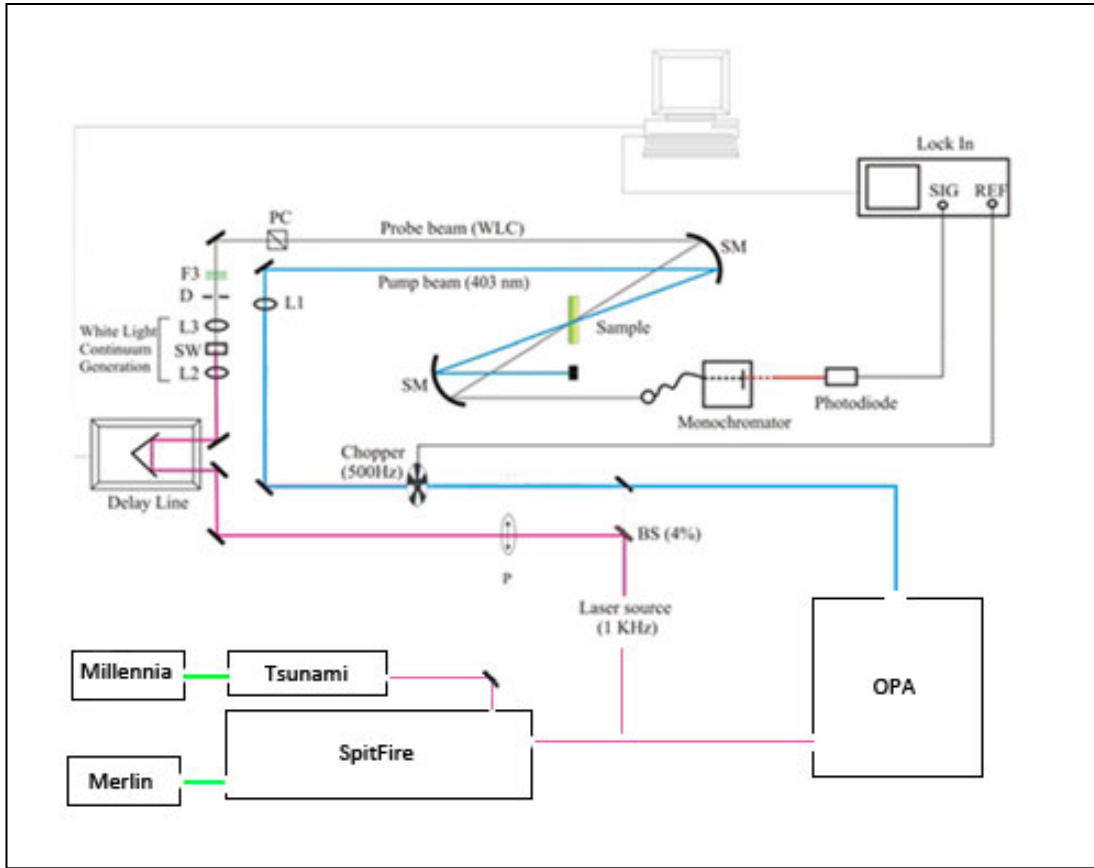 Lock In
SIG REF
PC
Probe beam (WLC)
SM
F3
Pump beam (403 nm)
D
L1
L3
Sample
White Light
Continuum
Generation
SW
L2
SM
Monochromator
Photodiode
Chopper
(500Hz)
Delay Line
BS (4%)
P
Laser source
(1 KHz)
Millennia
Tsunami
OPA
SpitFire
Merlin